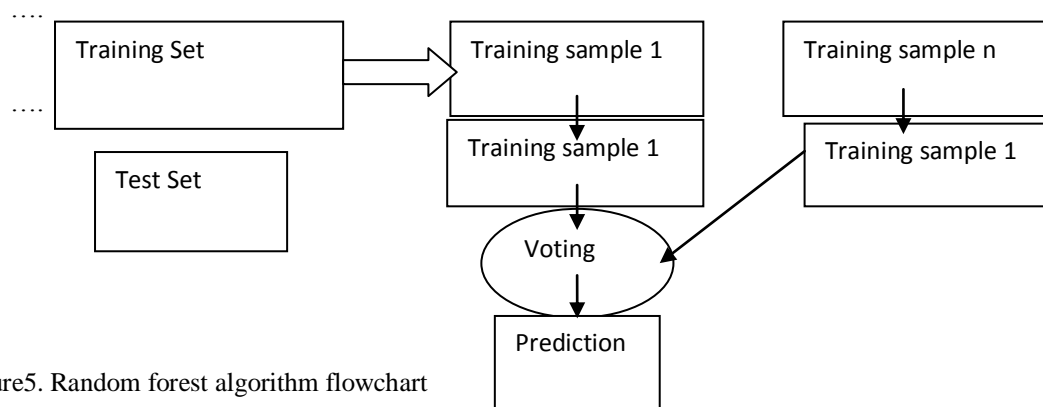 ....
Training Set
Training sample 1
Training sample n
....
Training sample 1
Training sample 1
Test Set
Voting
Prediction
ure5. Random forest algorithm flowchart